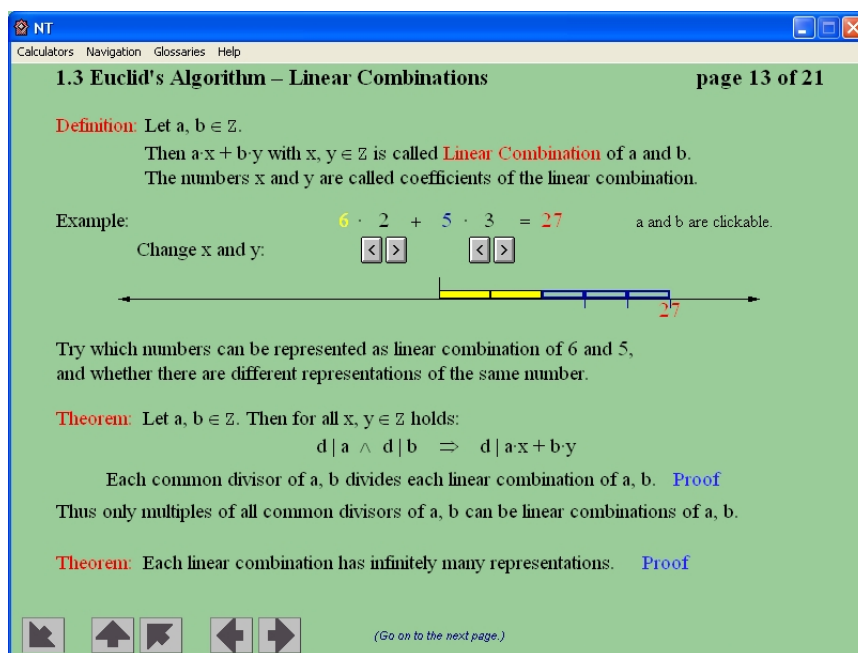 NT
Calculators Navigation Glossaries Help
1.3 Euclid's Algorithm – Linear Combinations page 13 of 21
Definition: Let a, b ∈ Z.
Then a·x + b·y with x, y ∈ Z is called Linear Combination of a and b.
The numbers x and y are called coefficients of the linear combination.
Example: 6 · 2 + 5 · 3 = 27 a and b are clickable.
Change x and y: < > < >
27
Try which numbers can be represented as linear combination of 6 and 5,
and whether there are different representations of the same number.
Theorem: Let a, b ∈ Z. Then for all x, y ∈ Z holds:
d | a ∧ d | b ⇒ d | a·x + b·y
Each common divisor of a, b divides each linear combination of a, b. Proof
Thus only multiples of all common divisors of a, b can be linear combinations of a, b.
Theorem: Each linear combination has infinitely many representations. Proof
(Go on to the next page.)